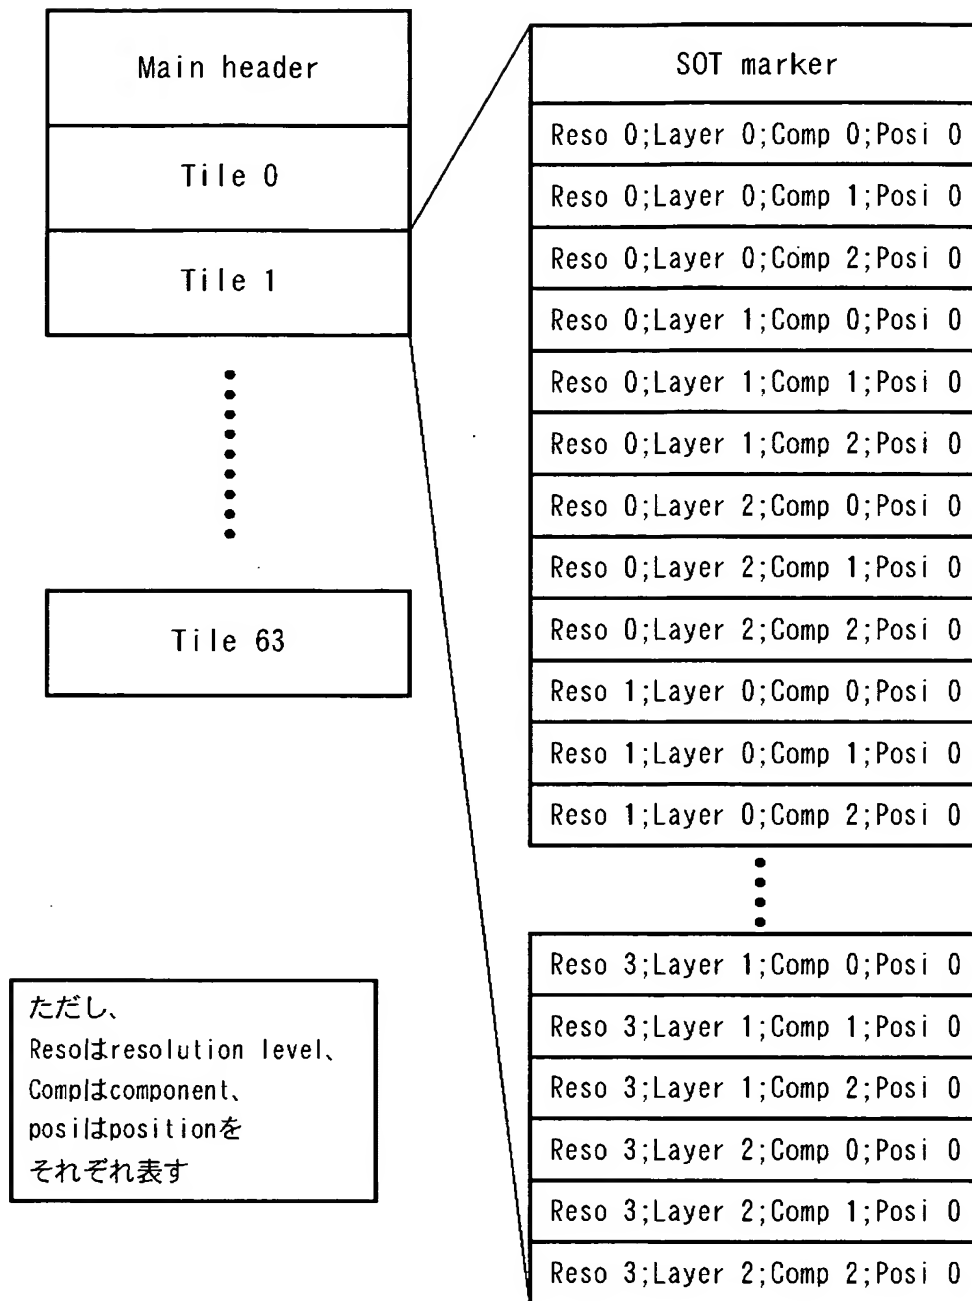 Main header
Tile 0
Tile 1
Tile 63
ただし、
Resoはresolution level、
Compはcomponent、
posiはpositionを
それぞれ表す
SOT marker
Reso 0;Layer 0;Comp 0;Posi 0
Reso 0;Layer 0;Comp 1;Posi 0
Reso 0;Layer 0;Comp 2;Posi 0
Reso 0;Layer 1;Comp 0;Posi 0
Reso 0;Layer 1;Comp 1;Posi 0
Reso 0;Layer 1;Comp 2;Posi 0
Reso 0;Layer 2;Comp 0;Posi 0
Reso 0;Layer 2;Comp 1;Posi 0
Reso 0;Layer 2;Comp 2;Posi 0
Reso 1;Layer 0;Comp 0;Posi 0
Reso 1;Layer 0;Comp 1;Posi 0
Reso 1;Layer 0;Comp 2;Posi 0
Reso 3;Layer 1;Comp 0;Posi 0
Reso 3;Layer 1;Comp 1;Posi 0
Reso 3;Layer 1;Comp 2;Posi 0
Reso 3;Layer 2;Comp 0;Posi 0
Reso 3;Layer 2;Comp 1;Posi 0
Reso 3;Layer 2;Comp 2;Posi 0